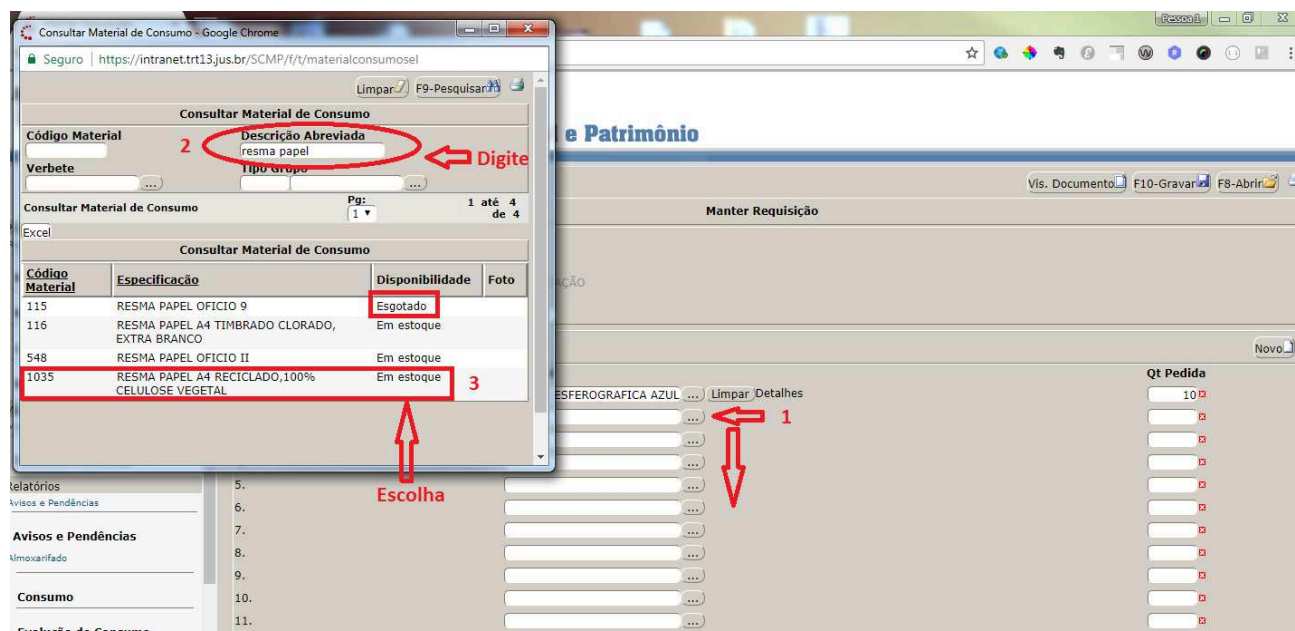 Consultar Material de Consumo - Google Chrome
Pessoa 1
Seguro | https://intranet.trt13.jus.br/SCMP/f/t/materialconsumosel
Limpar F9-Pesquisar
Consultar Material de Consumo
Código Material Descrição Abreviada
2 resma papel
Digite
Verbete Tipo Grupo
... ...
Consultar Material de Consumo Pg: 1 1 até 4 de 4
Excel
Consultar Material de Consumo
Código Material Especificação Disponibilidade Foto
115 RESMA PAPEL OFICIO 9 Esgotado
116 RESMA PAPEL A4 TIMBRADO CLORADO, Em estoque
EXTRA BRANCO
548 RESMA PAPEL OFICIO II Em estoque
1035 RESMA PAPEL A4 RECICLADO,100% Em estoque 3
CELULOSE VEGETAL
Escolha
e Patrimônio
Vis. Documento F10-Gravar F8-Abrir
Manter Requisição
AÇÃO
Novo
Qt Pedida
ESFEROGRAFICA AZUL ... Limpar Detalhes 10
... 1
...
...
Relatórios 5. ...
Avisos e Pendências 6. ...
Avisos e Pendências 7. ...
Almoxarifado 8. ...
9. ...
Consumo 10. ...
11. ...
Evolução do Consumo